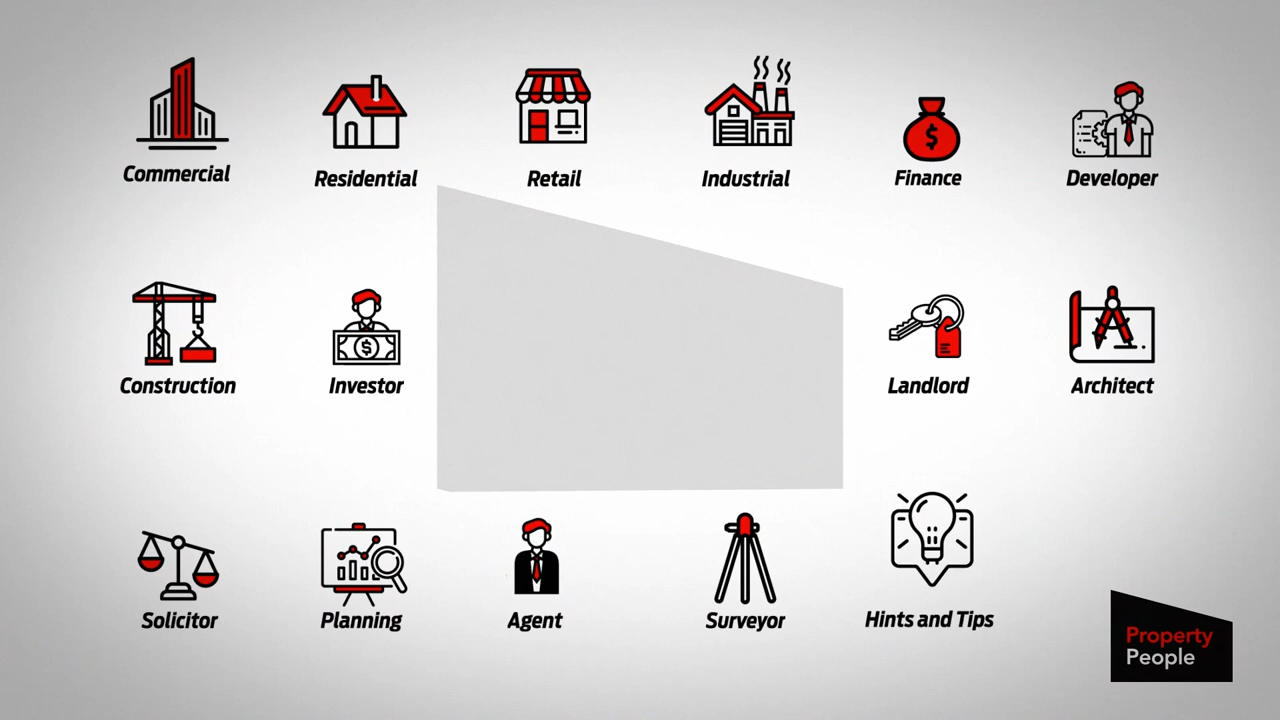 Commercial
Residential
Retail
Industrial
Finance
Developer
Construction
Investor
Landlord
Architect
Solicitor
Planning
Agent
Surveyor
Hints and Tips
Property
People